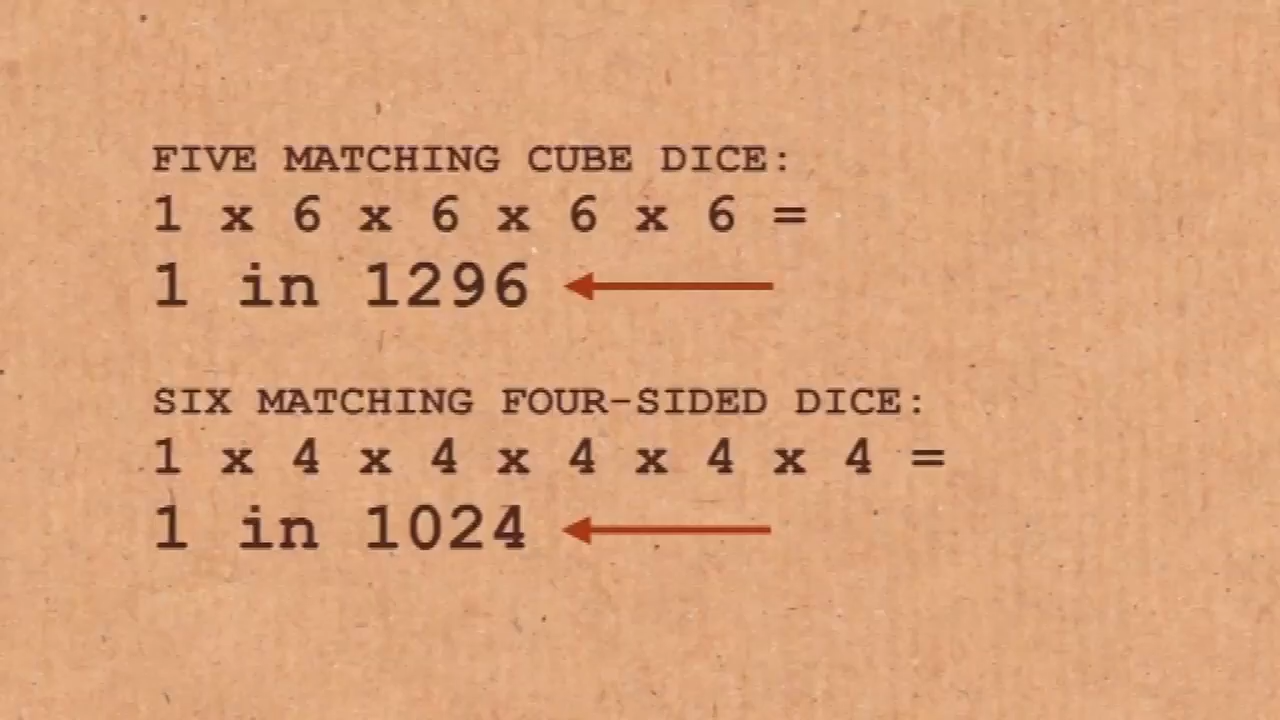 FIVE MATCHING CUBE DICE:
1 x 6 x 6 x 6 x 6 =
1 in 1296
SIX MATCHING FOUR-SIDED DICE:
1 x 4 x 4 x 4 x 4 x 4 =
1 in 1024